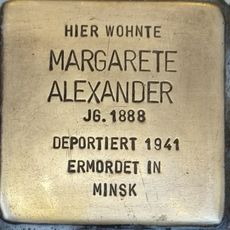 HIER WOHNTE
MARGARETE
ALEXANDER
JG. 1888
DEPORTIERT 1941
ERMORDET IN
MINSK